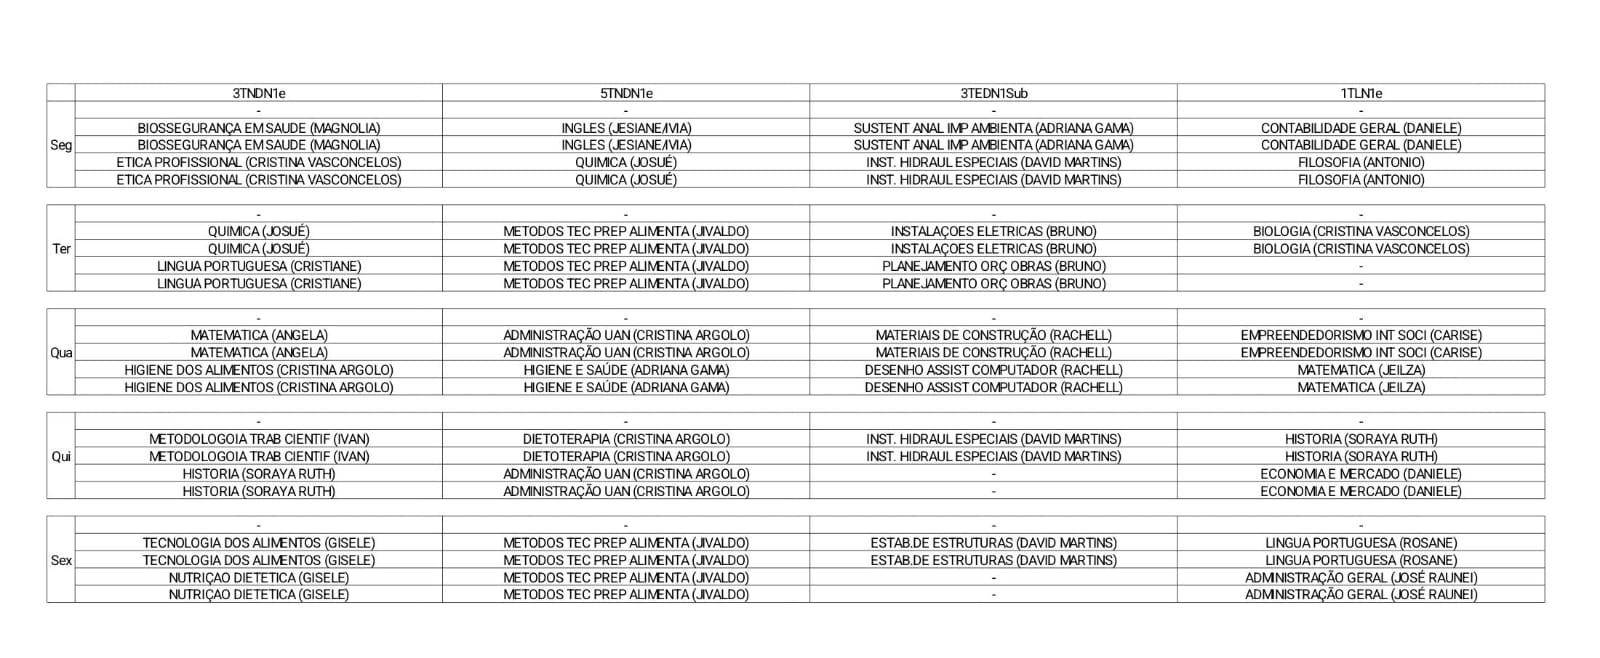 3TNDN1e 5TNDN1e 3TEDN1Sub 1TLN1e
- - - -
BIOSSEGURANÇA EM SAUDE (MAGNOLIA) INGLES (JESIANE/IVIA) SUSTENT ANAL IMP AMBIENTA (ADRIANA GAMA) CONTABILIDADE GERAL (DANIELE)
Seg BIOSSEGURANÇA EM SAUDE (MAGNOLIA) INGLES (JESIANE/IVIA) SUSTENT ANAL IMP AMBIENTA (ADRIANA GAMA) CONTABILIDADE GERAL (DANIELE)
ETICA PROFISSIONAL (CRISTINA VASCONCELOS) QUIMICA (JOSUÉ) INST. HIDRAUL ESPECIAIS (DAVID MARTINS) FILOSOFIA (ANTONIO)
ETICA PROFISSIONAL (CRISTINA VASCONCELOS) QUIMICA (JOSUÉ) INST. HIDRAUL ESPECIAIS (DAVID MARTINS) FILOSOFIA (ANTONIO)
- - - -
QUIMICA (JOSUÉ) METODOS TEC PREP ALIMENTA (JIVALDO) INSTALAÇOES ELETRICAS (BRUNO) BIOLOGIA (CRISTINA VASCONCELOS)
Ter QUIMICA (JOSUÉ) METODOS TEC PREP ALIMENTA (JIVALDO) INSTALAÇOES ELETRICAS (BRUNO) BIOLOGIA (CRISTINA VASCONCELOS)
LINGUA PORTUGUESA (CRISTIANE) METODOS TEC PREP ALIMENTA (JIVALDO) PLANEJAMENTO ORÇ OBRAS (BRUNO) -
LINGUA PORTUGUESA (CRISTIANE) METODOS TEC PREP ALIMENTA (JIVALDO) PLANEJAMENTO ORÇ OBRAS (BRUNO) -
- - - -
MATEMATICA (ANGELA) ADMINISTRAÇÃO UAN (CRISTINA ARGOLO) MATERIAIS DE CONSTRUÇÃO (RACHELL) EMPREENDEDORISMO INT SOCI (CARISE)
Qua MATEMATICA (ANGELA) ADMINISTRAÇÃO UAN (CRISTINA ARGOLO) MATERIAIS DE CONSTRUÇÃO (RACHELL) EMPREENDEDORISMO INT SOCI (CARISE)
HIGIENE DOS ALIMENTOS (CRISTINA ARGOLO) HIGIENE E SAÚDE (ADRIANA GAMA) DESENHO ASSIST COMPUTADOR (RACHELL) MATEMATICA (JEILZA)
HIGIENE DOS ALIMENTOS (CRISTINA ARGOLO) HIGIENE E SAÚDE (ADRIANA GAMA) DESENHO ASSIST COMPUTADOR (RACHELL) MATEMATICA (JEILZA)
- - - -
METODOLOGOIA TRAB CIENTIF (IVAN) DIETOTERAPIA (CRISTINA ARGOLO) INST. HIDRAUL ESPECIAIS (DAVID MARTINS) HISTORIA (SORAYA RUTH)
Qui METODOLOGOIA TRAB CIENTIF (IVAN) DIETOTERAPIA (CRISTINA ARGOLO) INST. HIDRAUL ESPECIAIS (DAVID MARTINS) HISTORIA (SORAYA RUTH)
HISTORIA (SORAYA RUTH) ADMINISTRAÇÃO UAN (CRISTINA ARGOLO) - ECONOMIA E MERCADO (DANIELE)
HISTORIA (SORAYA RUTH) ADMINISTRAÇÃO UAN (CRISTINA ARGOLO) - ECONOMIA E MERCADO (DANIELE)
- - - -
TECNOLOGIA DOS ALIMENTOS (GISELE) METODOS TEC PREP ALIMENTA (JIVALDO) ESTAB.DE ESTRUTURAS (DAVID MARTINS) LINGUA PORTUGUESA (ROSANE)
Sex TECNOLOGIA DOS ALIMENTOS (GISELE) METODOS TEC PREP ALIMENTA (JIVALDO) ESTAB.DE ESTRUTURAS (DAVID MARTINS) LINGUA PORTUGUESA (ROSANE)
NUTRIÇAO DIETETICA (GISELE) METODOS TEC PREP ALIMENTA (JIVALDO) - ADMINISTRAÇÃO GERAL (JOSÉ RAUNEI)
NUTRIÇAO DIETETICA (GISELE) METODOS TEC PREP ALIMENTA (JIVALDO) - ADMINISTRAÇÃO GERAL (JOSÉ RAUNEI)